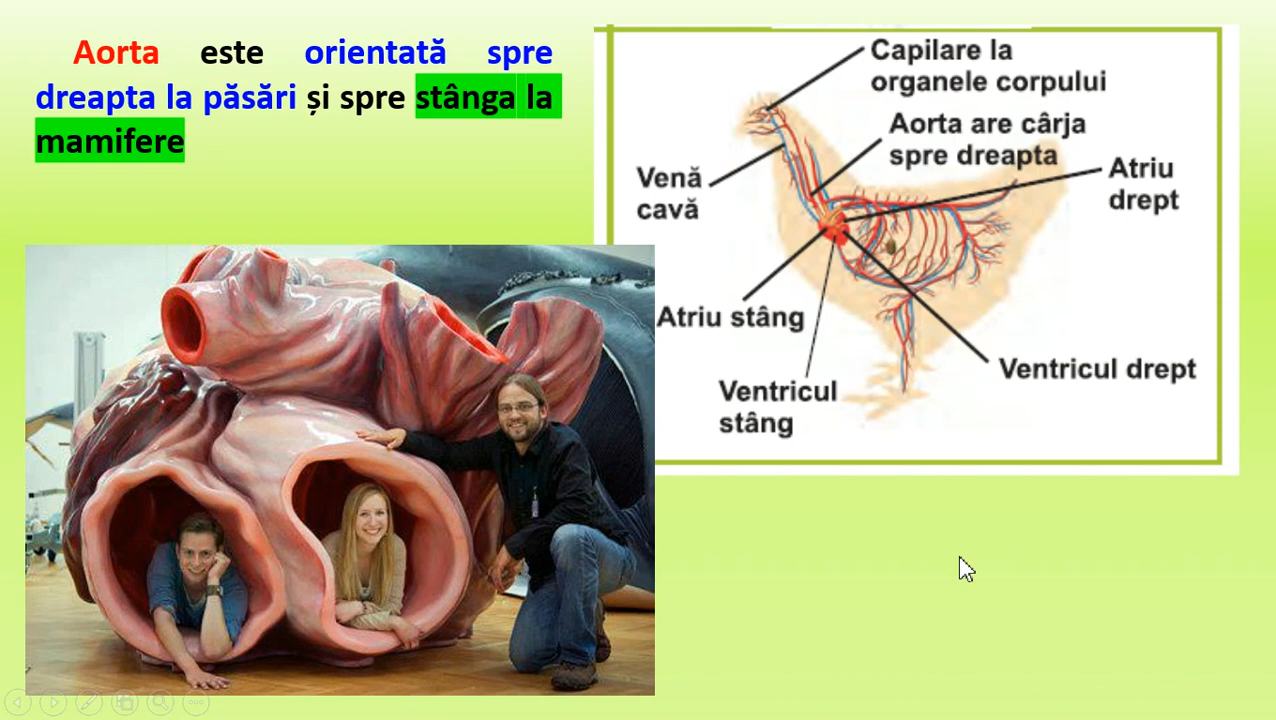 Aorta este orientată spre
dreapta la păsări și spre stânga la
mamifere
Capilare la
organele corpului
Aorta are cârja
spre dreapta
Atriu
drept
Venă
cavă
Atriu stâng
Ventricul drept
Ventricul
stâng